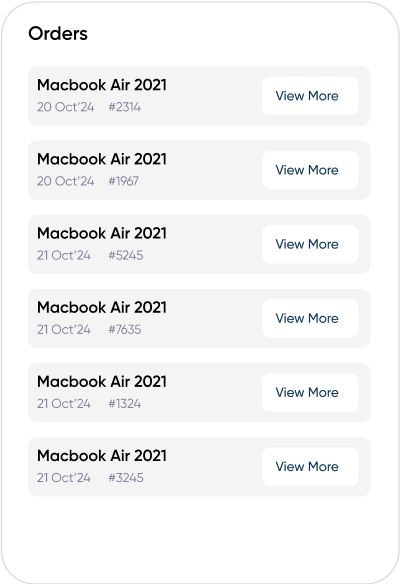 Orders
Macbook Air 2021
20 Oct'24 #2314
View More
Macbook Air 2021
20 Oct'24 #1967
View More
Macbook Air 2021
21 Oct'24 #5245
View More
Macbook Air 2021
21 Oct'24 #7635
View More
Macbook Air 2021
21 Oct'24 #1324
View More
Macbook Air 2021
21 Oct'24 #3245
View More